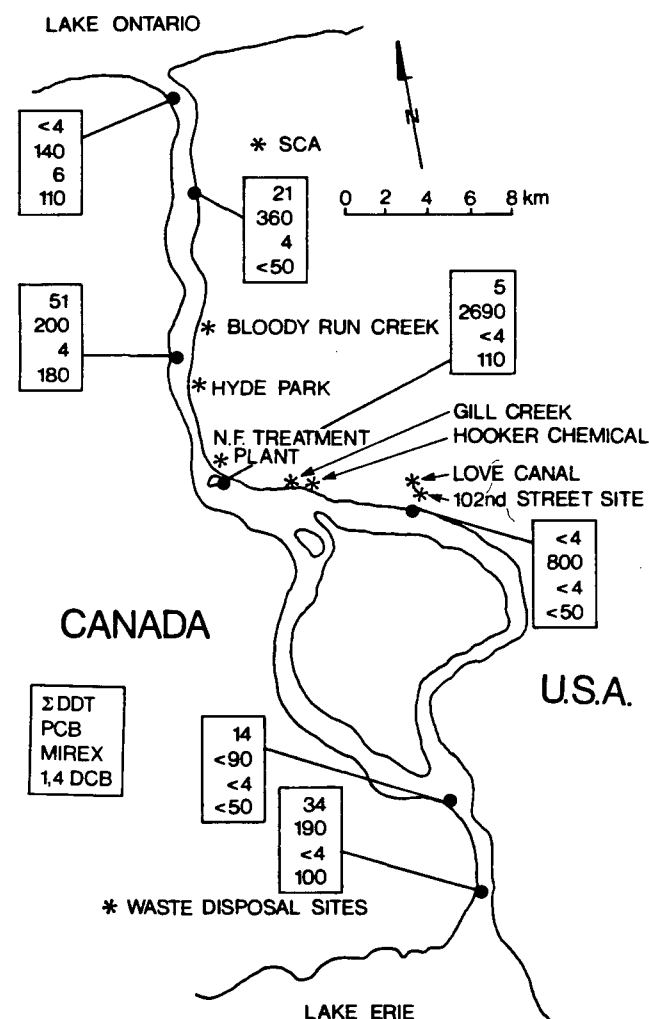 LAKE ONTARIO
N
<4
140
6
110
* SCA
21
360
4
<50
0 2 4 6 8 km
51
200
4
180
* BLOODY RUN CREEK
5
2690
<4
110
* HYDE PARK
GILL CREEK
HOOKER CHEMICAL
N.F. TREATMENT
* PLANT
* LOVE CANAL
* 102nd STREET SITE
<4
800
<4
<50
CANADA
U.S.A.
ΣDDT
PCB
MIREX
1,4 DCB
14
<90
<4
<50
34
190
<4
100
* WASTE DISPOSAL SITES
LAKE ERIE